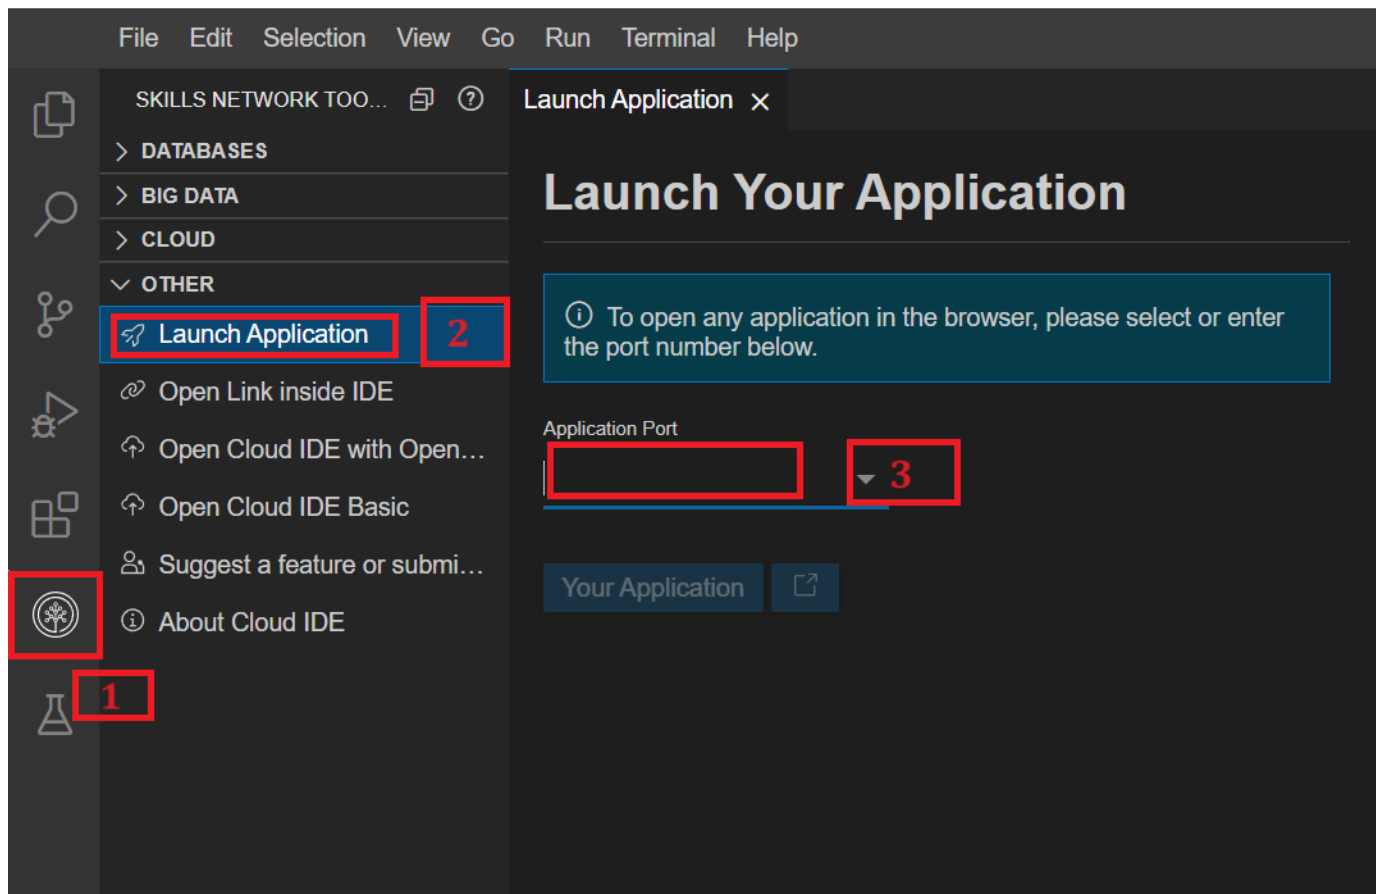 File Edit Selection View Go Run Terminal Help
SKILLS NETWORK TOO...
Launch Application
DATABASES
BIG DATA
CLOUD
OTHER
Launch Application
2
Open Link inside IDE
Open Cloud IDE with Open...
Open Cloud IDE Basic
Suggest a feature or submi...
About Cloud IDE
1
Launch Your Application
To open any application in the browser, please select or enter
the port number below.
Application Port
3
Your Application